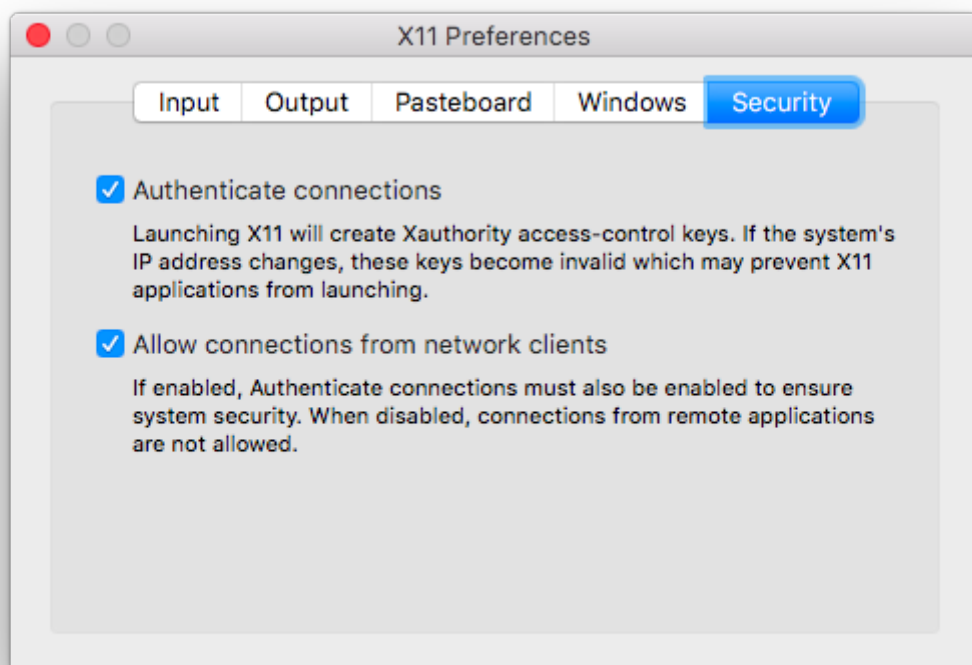 X11 Preferences
Input Output Pasteboard Windows Security
Authenticate connections
Launching X11 will create Xauthority access-control keys. If the system's
IP address changes, these keys become invalid which may prevent X11
applications from launching.
Allow connections from network clients
If enabled, Authenticate connections must also be enabled to ensure
system security. When disabled, connections from remote applications
are not allowed.